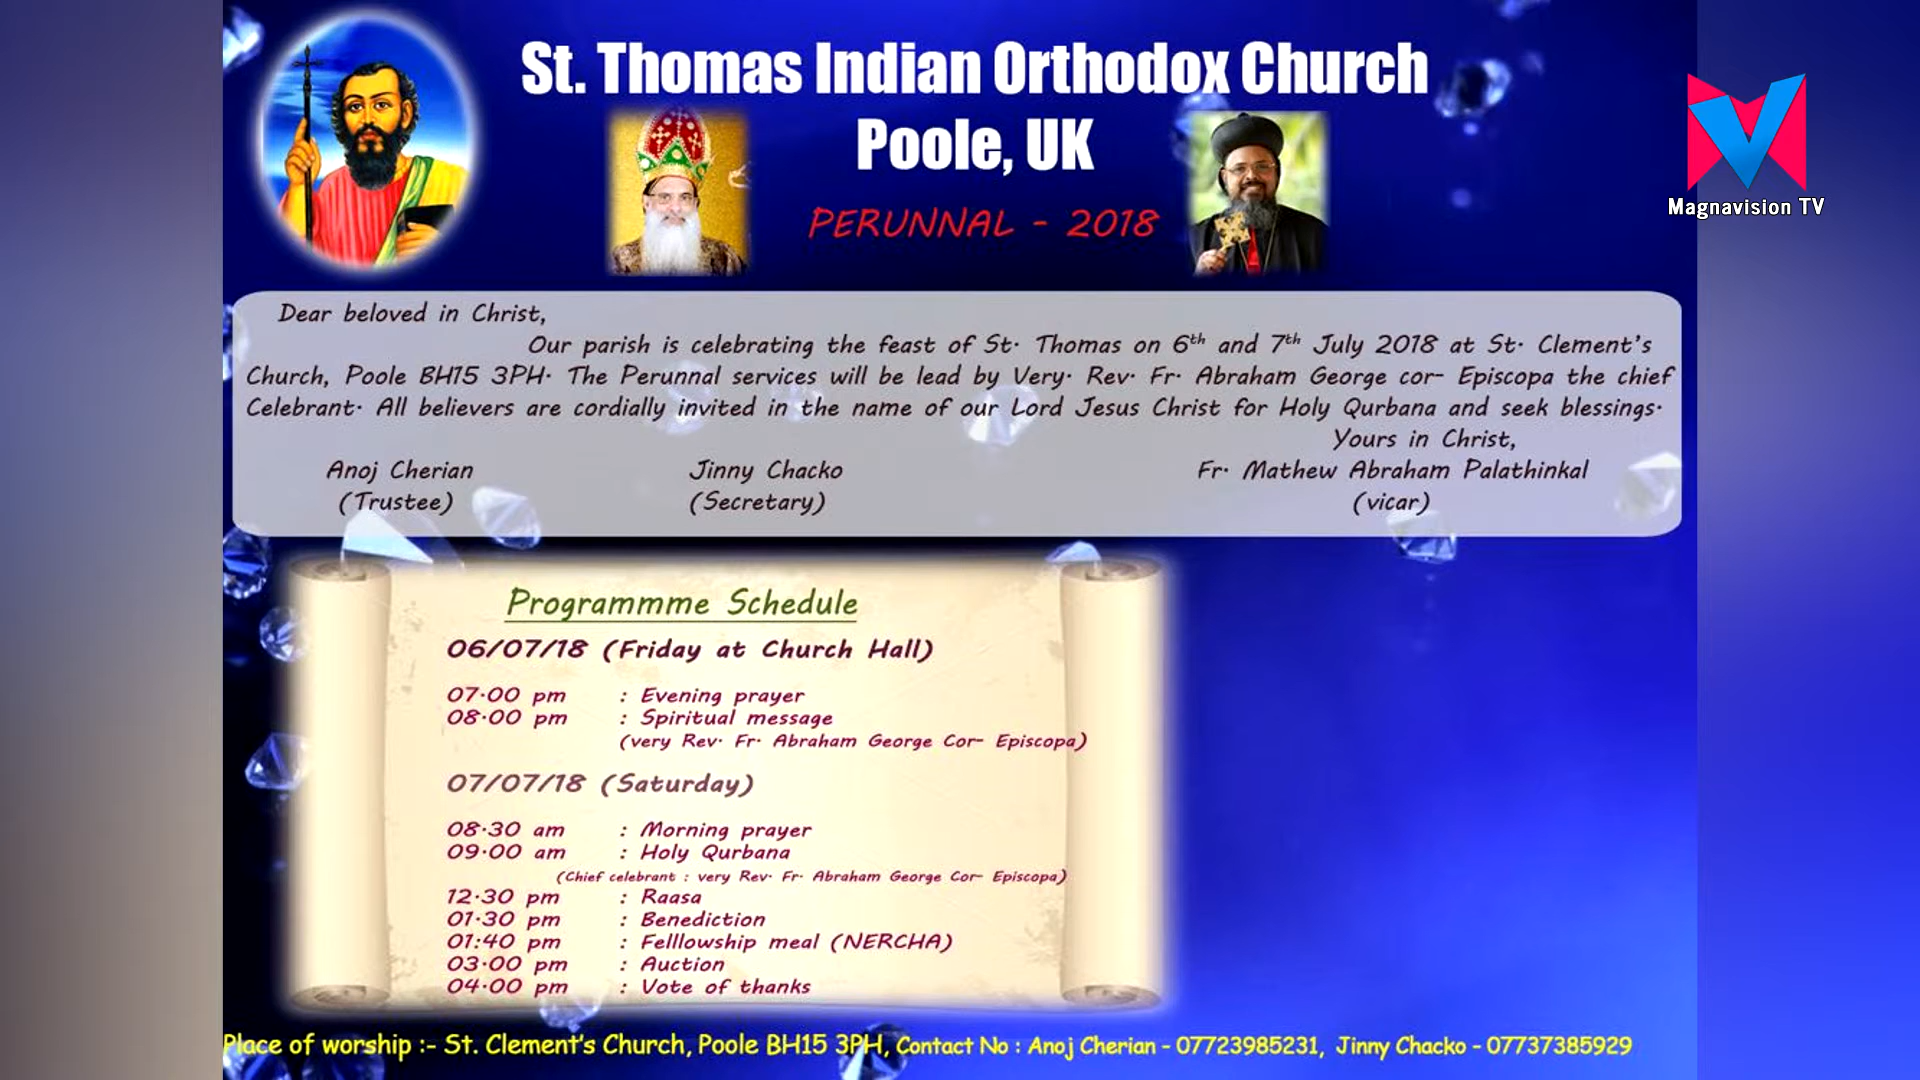 St. Thomas Indian Orthodox Church
Poole, UK
PERUNNAL - 2018
Magnavision TV
Dear beloved in Christ,
Our parish is celebrating the feast of St. Thomas on 6th and 7th July 2018 at St. Clement's
Church, Poole BH15 3PH. The Perunnal services will be lead by Very. Rev. Fr. Abraham George cor- Episcopa the chief
Celebrant. All believers are cordially invited in the name of our Lord Jesus Christ for Holy Qurbana and seek blessings.
Yours in Christ,
Anoj Cherian Jinny Chacko Fr. Mathew Abraham Palathinkal
(Trustee) (Secretary) (vicar)
Programmme Schedule
06/07/18 (Friday at Church Hall)
07.00 pm : Evening prayer
08.00 pm : Spiritual message
(very Rev. Fr. Abraham George Cor- Episcopa)
07/07/18 (Saturday)
08.30 am : Morning prayer
09.00 am : Holy Qurbana
(Chief celebrant : very Rev. Fr. Abraham George Cor- Episcopa)
12.30 pm : Raasa
01.30 pm : Benediction
01:40 pm : Felllowship meal (NERCHA)
03.00 pm : Auction
04.00 pm : Vote of thanks
Place of worship :- St. Clement's Church, Poole BH15 3PH, Contact No : Anoj Cherian - 07723985231, Jinny Chacko - 07737385929